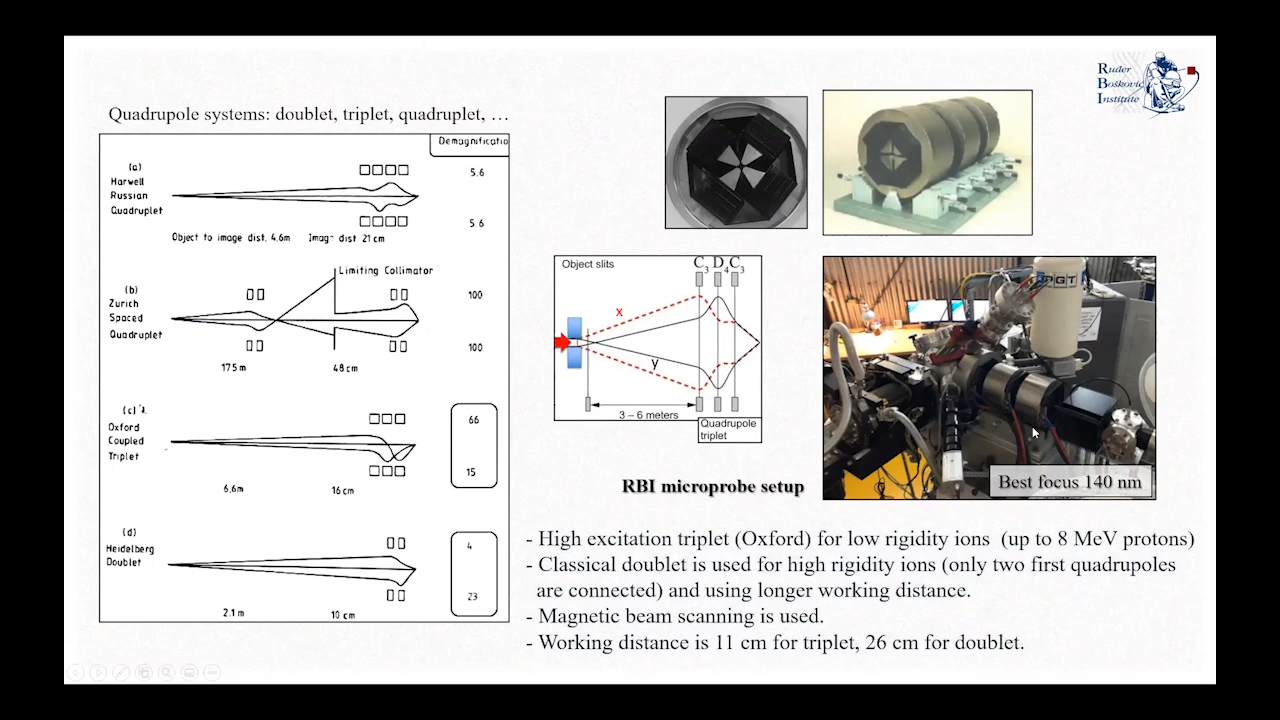 Ruđer
Bošković
Institute
Quadrupole systems: doublet, triplet, quadruplet, …
Demagnificatio
(a)
Harwell
Russian
Quadruplet
5.6
5.6
Object to image dist. 4.6m Imag~ dist 21 cm
Limiting Collimator
(b)
Zurich
Spaced
Quadruplet
100
100
17.5 m 48 cm
(c)
Oxford
Coupled
Triplet
66
15
6.6m 16 cm
(d)
Heidelberg
Doublet
4
23
2.1 m 10 cm
Object slits
C3 D4 C3
x
y
3 – 6 meters
Quadrupole
triplet
PGT
Best focus 140 nm
RBI microprobe setup
- High excitation triplet (Oxford) for low rigidity ions (up to 8 MeV protons)
- Classical doublet is used for high rigidity ions (only two first quadrupoles
are connected) and using longer working distance.
- Magnetic beam scanning is used.
- Working distance is 11 cm for triplet, 26 cm for doublet.